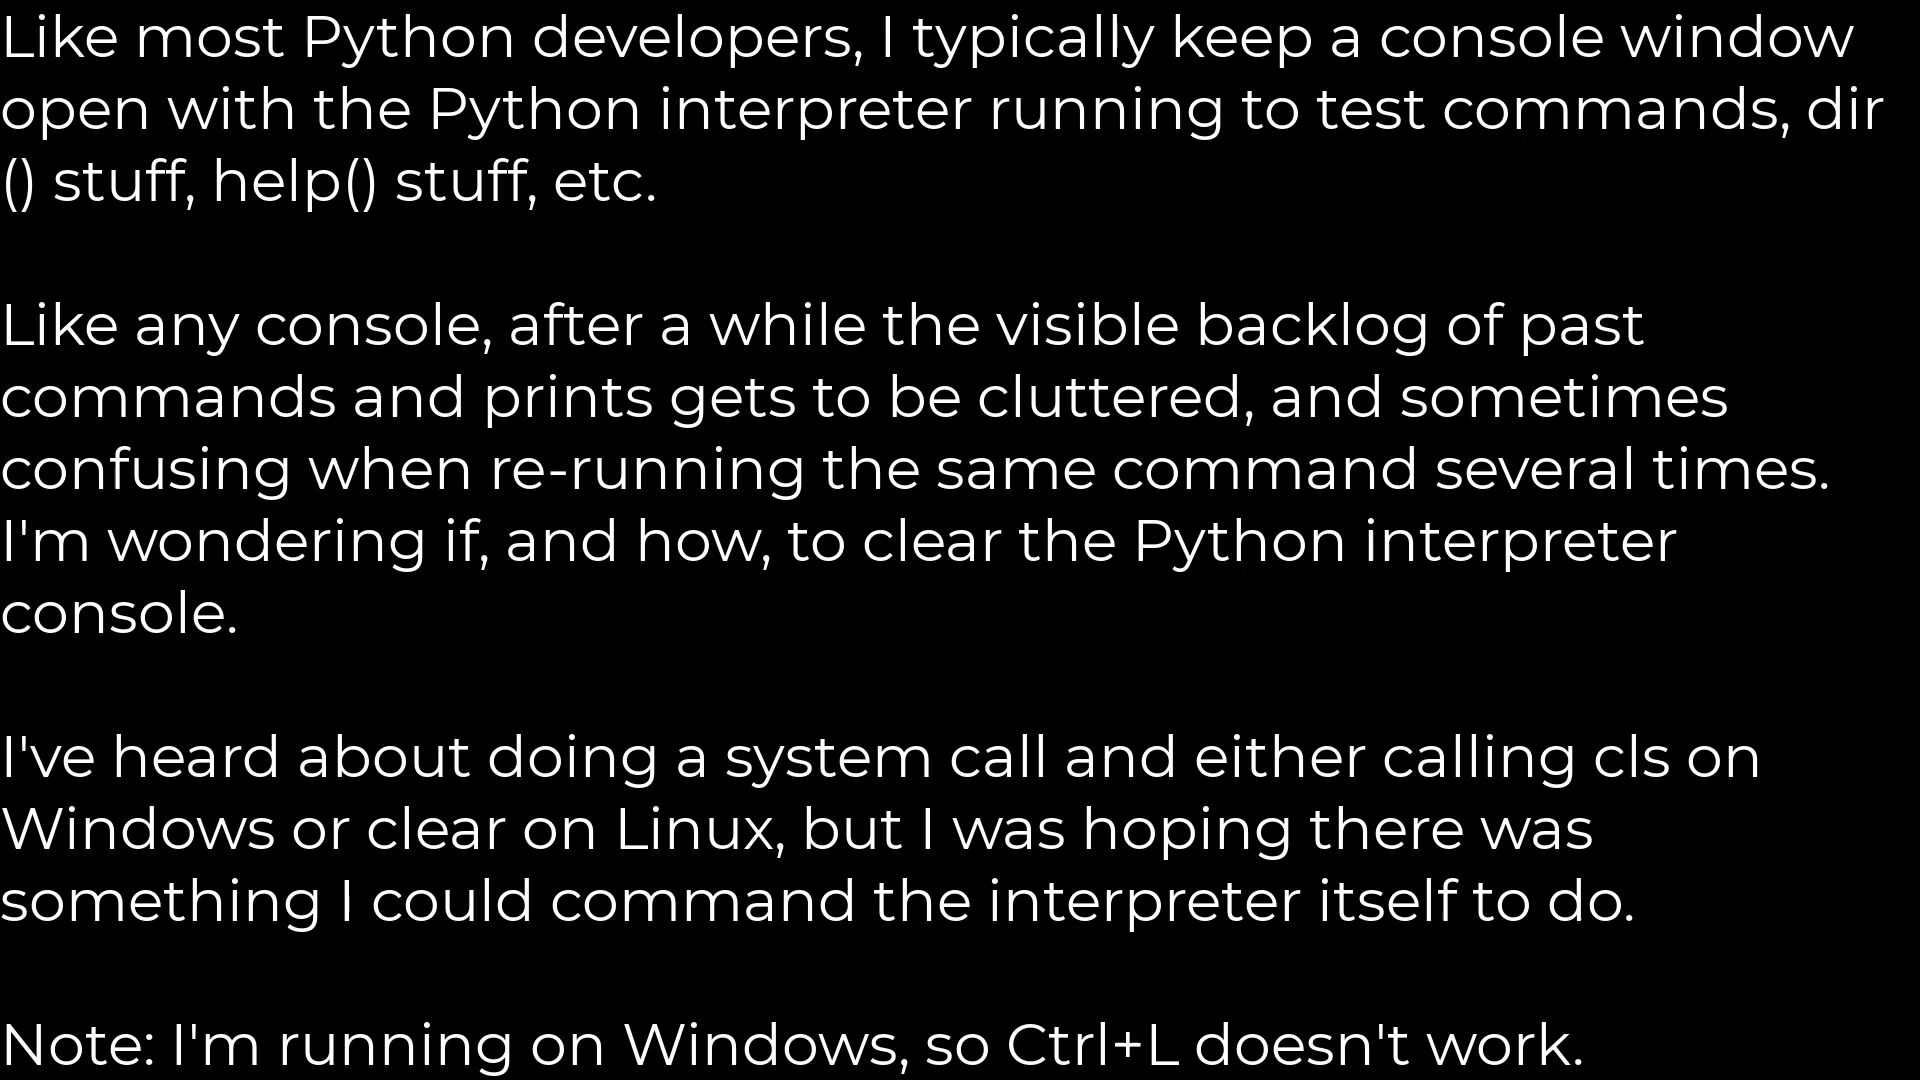 Like most Python developers, I typically keep a console window
open with the Python interpreter running to test commands, dir
() stuff, help() stuff, etc.
Like any console, after a while the visible backlog of past
commands and prints gets to be cluttered, and sometimes
confusing when re-running the same command several times.
I'm wondering if, and how, to clear the Python interpreter
console.
I've heard about doing a system call and either calling cls on
Windows or clear on Linux, but I was hoping there was
something I could command the interpreter itself to do.
Note: I'm running on Windows, so Ctrl+L doesn't work.